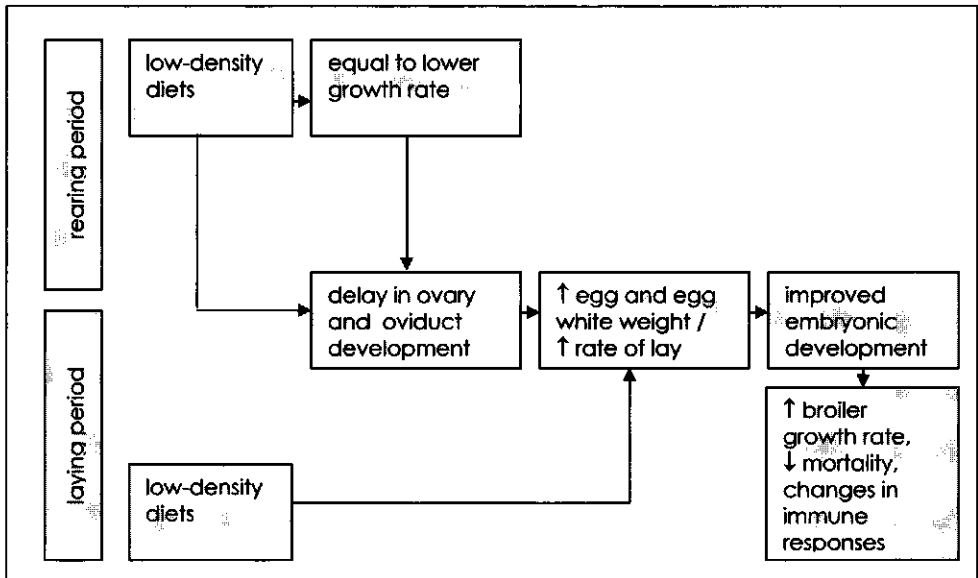 rearing period
low-density
diets
equal to lower
growth rate
delay in ovary
and oviduct
development
↑ egg and egg
white weight /
↑ rate of lay
improved
embryonic
development
laying period
low-density
diets
↑ broiler
growth rate,
↓ mortality,
changes in
immune
responses